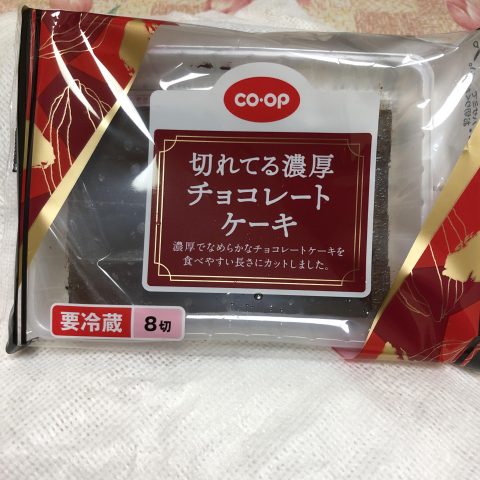 CO·OP
切れてる濃厚
チョコレート
ケーキ
濃厚でなめらかなチョコレートケーキを
食べやすい長さにカットしました。
要冷蔵
8切